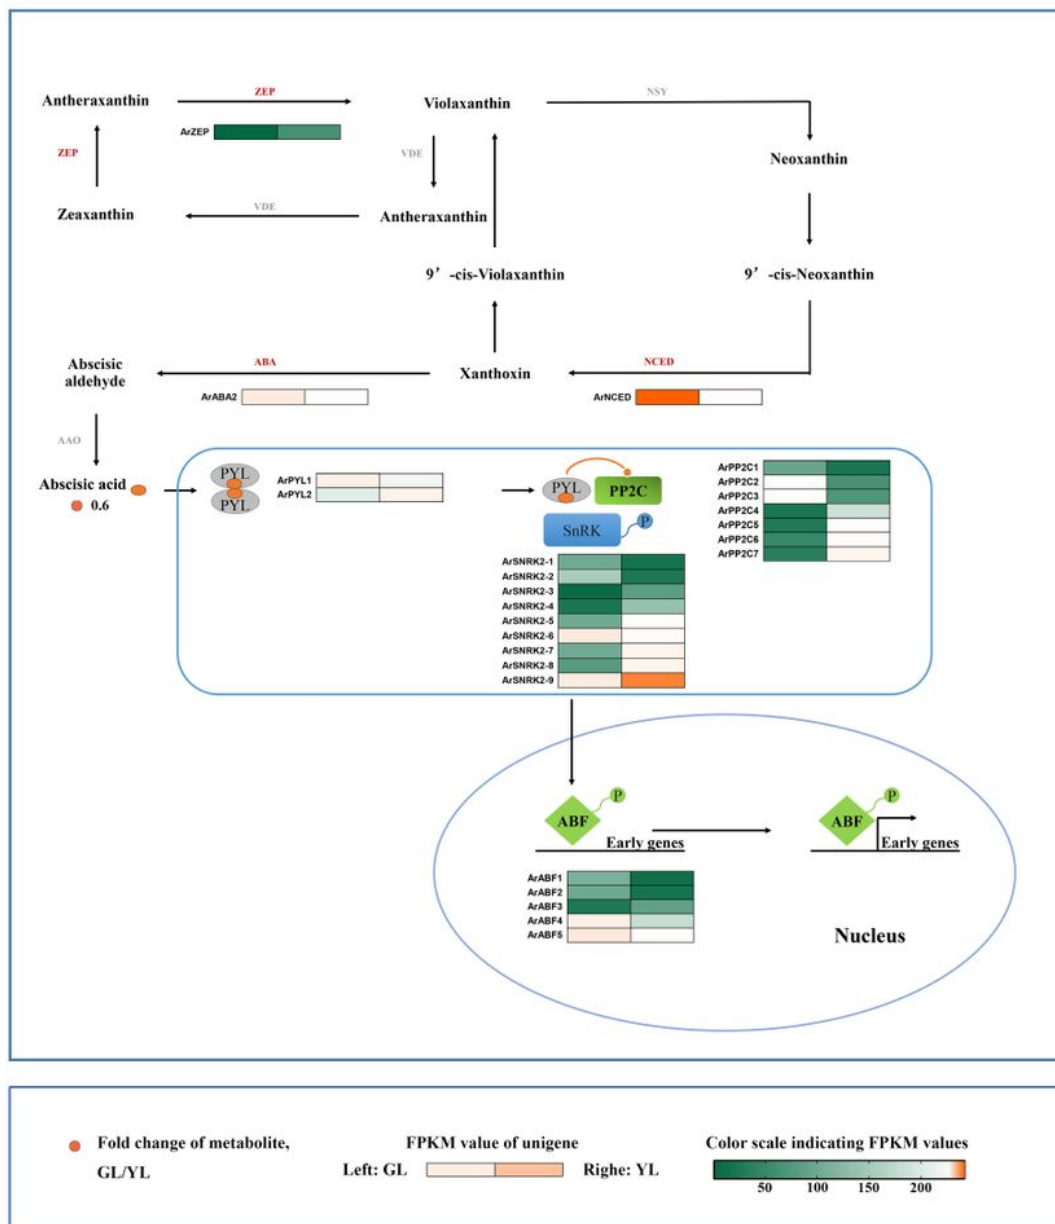 Antheraxanthin
ZEP
Violaxanthin
NSY
ArZEP
ZEP
VDE
Neoxanthin
Zeaxanthin
VDE
Antheraxanthin
9′-cis-Violaxanthin
9′-cis-Neoxanthin
Abscisic
aldehyde
ABA
Xanthoxin
NCED
ArABA2
ArNCED
AAO
Abscisic acid
0.6
PYL
PYL
ArPYL1
ArPYL2
PYL
PP2C
SnRK
P
ArPP2C1
ArPP2C2
ArPP2C3
ArPP2C4
ArPP2C5
ArPP2C6
ArPP2C7
ArSNRK2-1
ArSNRK2-2
ArSNRK2-3
ArSNRK2-4
ArSNRK2-5
ArSNRK2-6
ArSNRK2-7
ArSNRK2-8
ArSNRK2-9
P
ABF
Early genes
P
ABF
Early genes
ArABF1
ArABF2
ArABF3
ArABF4
ArABF5
Nucleus
Fold change of metabolite,
GL/YL
FPKM value of unigene
Left: GL
Righe: YL
Color scale indicating FPKM values
50 100 150 200